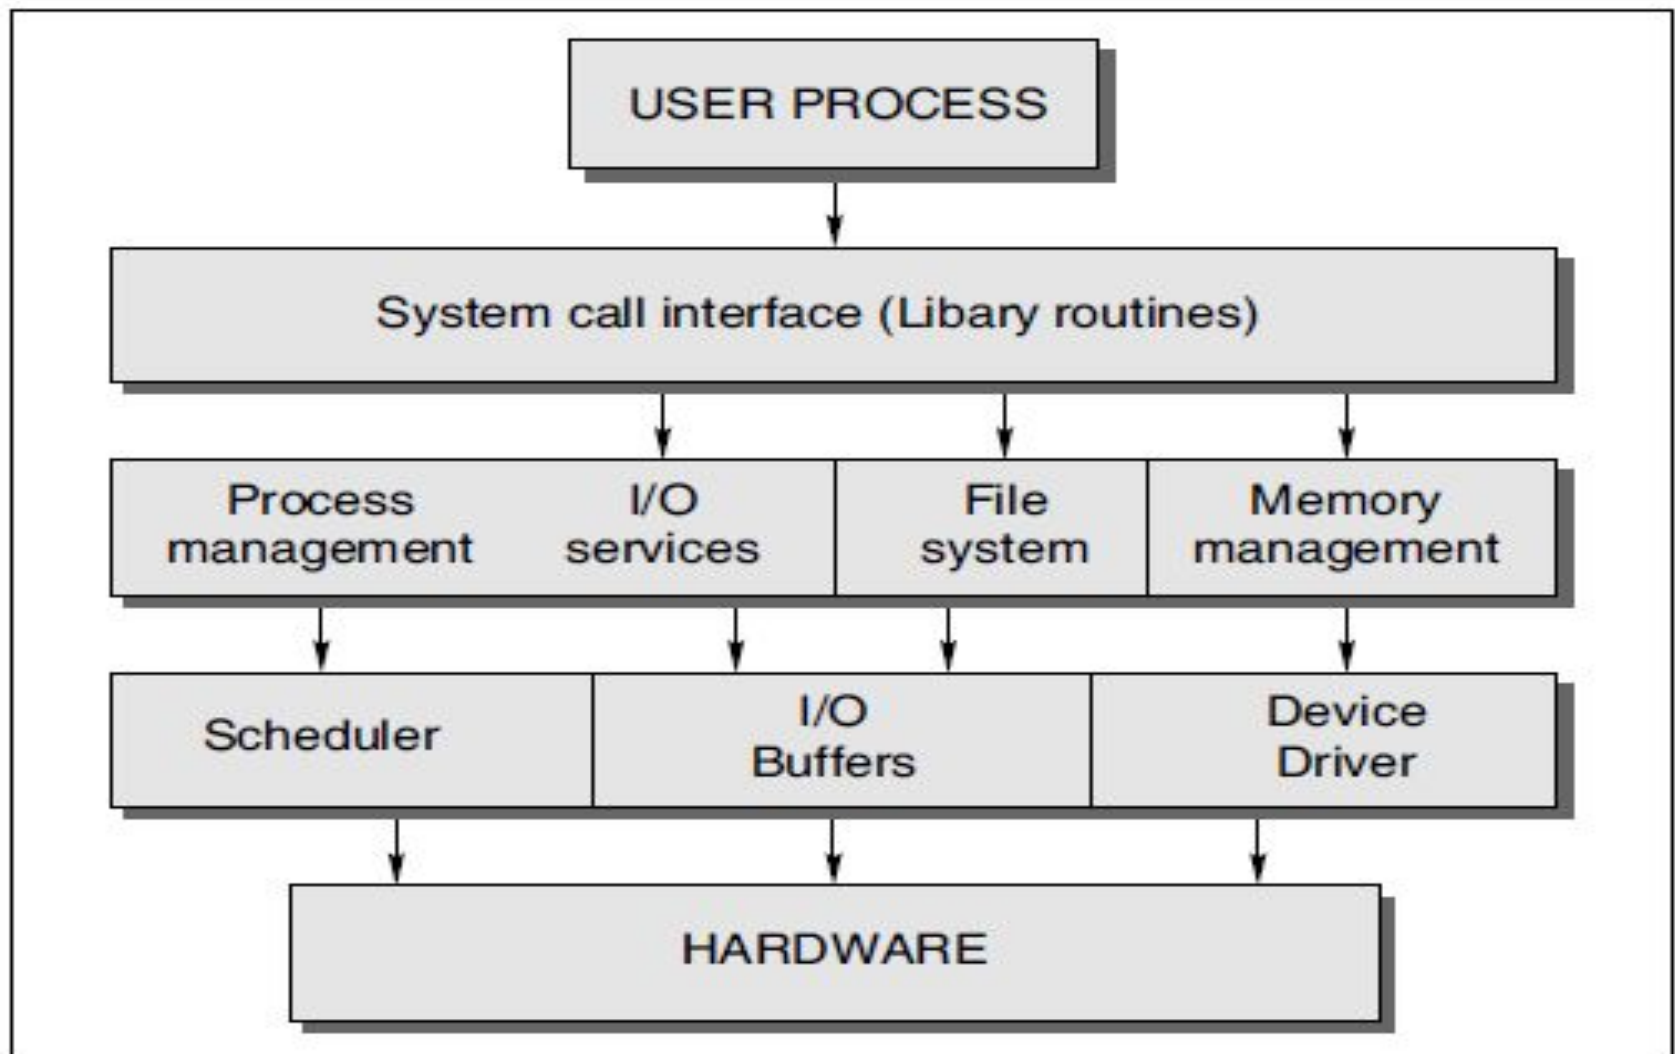 USER PROCESS
System call interface (Libary routines)
Process
management
I/O
services
File
system
Memory
management
Scheduler
I/O
Buffers
Device
Driver
HARDWARE